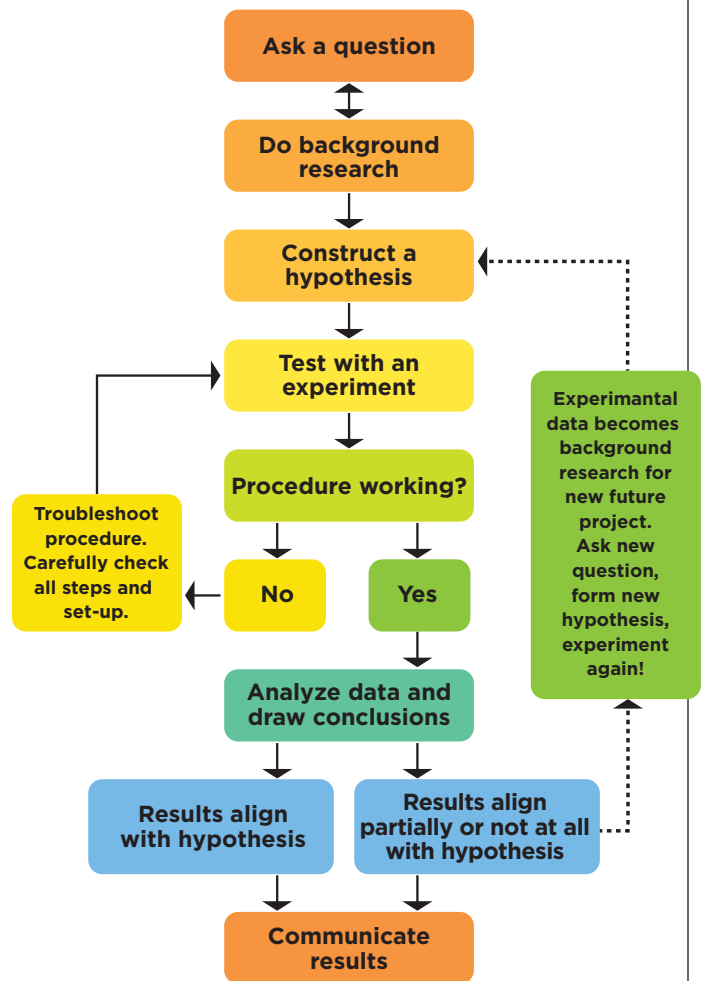 Ask a question
Do background
research
Construct a
hypothesis
Test with an
experiment
Procedure working?
Troubleshoot
procedure.
Carefully check
all steps and
set-up.
No
Yes
Experimantal
data becomes
background
research for
new future
project.
Ask new
question,
form new
hypothesis,
experiment
again!
Analyze data and
draw conclusions
Results align
with hypothesis
Results align
partially or not at all
with hypothesis
Communicate
results